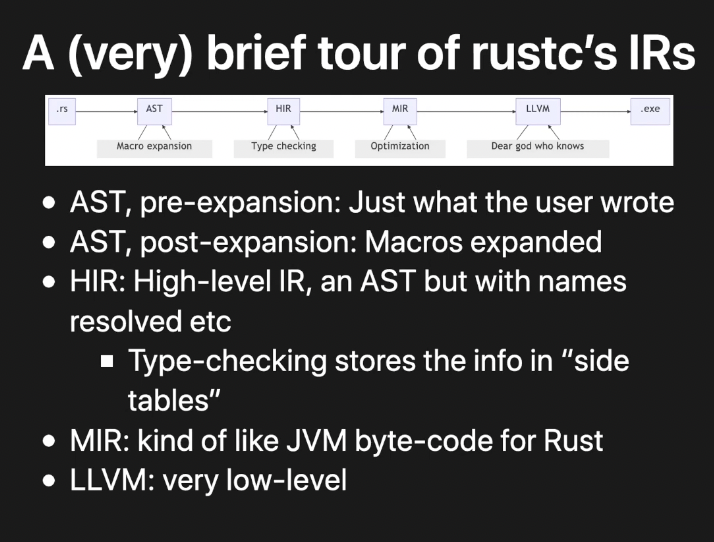 A (very) brief tour of rustc’s IRs
.rs AST HIR MIR LLVM .exe
Macro expansion Type checking Optimization Dear god who knows
• AST, pre-expansion: Just what the user wrote
• AST, post-expansion: Macros expanded
• HIR: High-level IR, an AST but with names
resolved etc
▪ Type-checking stores the info in “side
tables”
• MIR: kind of like JVM byte-code for Rust
• LLVM: very low-level